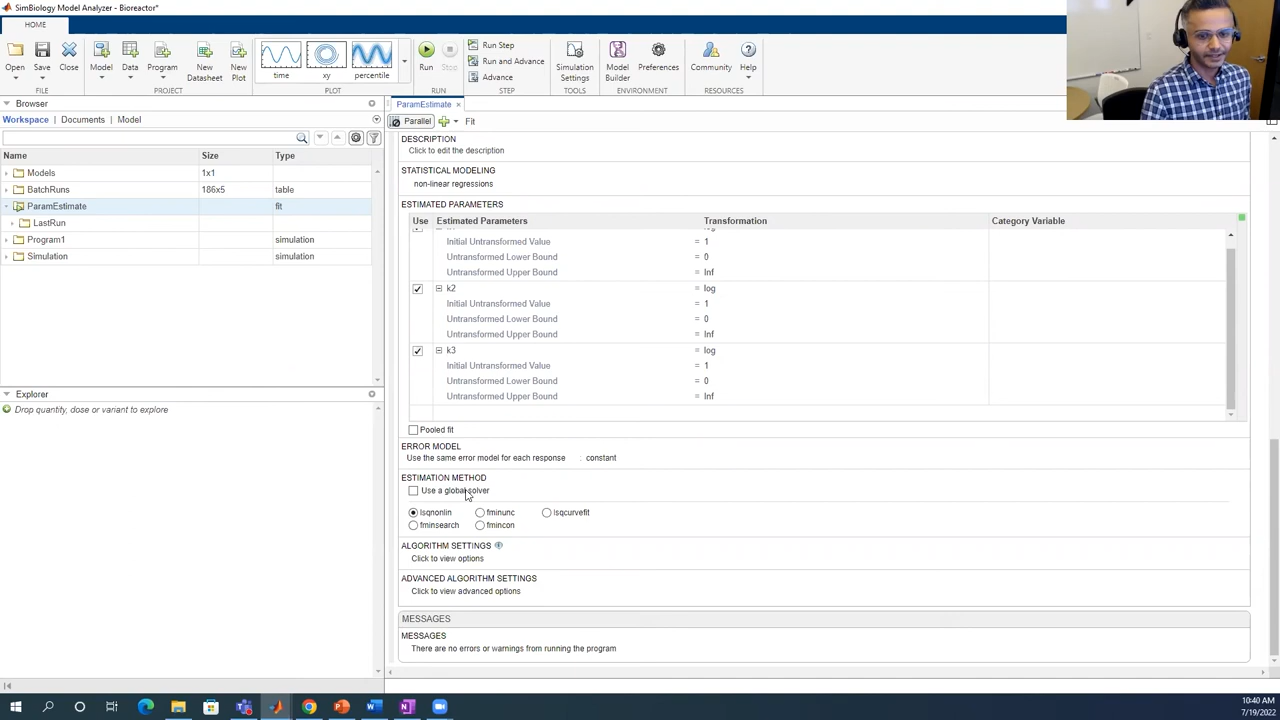 SimBiology Model Analyzer - Bioreactor*
HOME
Open
Save
Close
Model
Data
Program
New Datasheet
New Plot
time
xy
percentile
Run
Stop
Run Step
Run and Advance
Advance
Simulation Settings
Model Builder
Preferences
Community
Help
FILE
PROJECT
PLOT
RUN
STEP
TOOLS
ENVIRONMENT
RESOURCES
Browser
Workspace Documents Model
Name Size Type
Models 1x1
BatchRuns 186x5 table
ParamEstimate fit
LastRun
Program1 simulation
Simulation simulation
Explorer
Drop quantity, dose or variant to explore
ParamEstimate ×
Parallel Fit
DESCRIPTION
Click to edit the description
STATISTICAL MODELING
non-linear regressions
ESTIMATED PARAMETERS
Use Estimated Parameters Transformation Category Variable
Initial Untransformed Value = 1
Untransformed Lower Bound = 0
Untransformed Upper Bound = Inf
k2 = log
Initial Untransformed Value = 1
Untransformed Lower Bound = 0
Untransformed Upper Bound = Inf
k3 = log
Initial Untransformed Value = 1
Untransformed Lower Bound = 0
Untransformed Upper Bound = Inf
Pooled fit
ERROR MODEL
Use the same error model for each response : constant
ESTIMATION METHOD
Use a global solver
lsqnonlin fminunc lsqcurvefit
fminsearch fmincon
ALGORITHM SETTINGS
Click to view options
ADVANCED ALGORITHM SETTINGS
Click to view advanced options
MESSAGES
MESSAGES
There are no errors or warnings from running the program
10:40 AM
7/19/2022